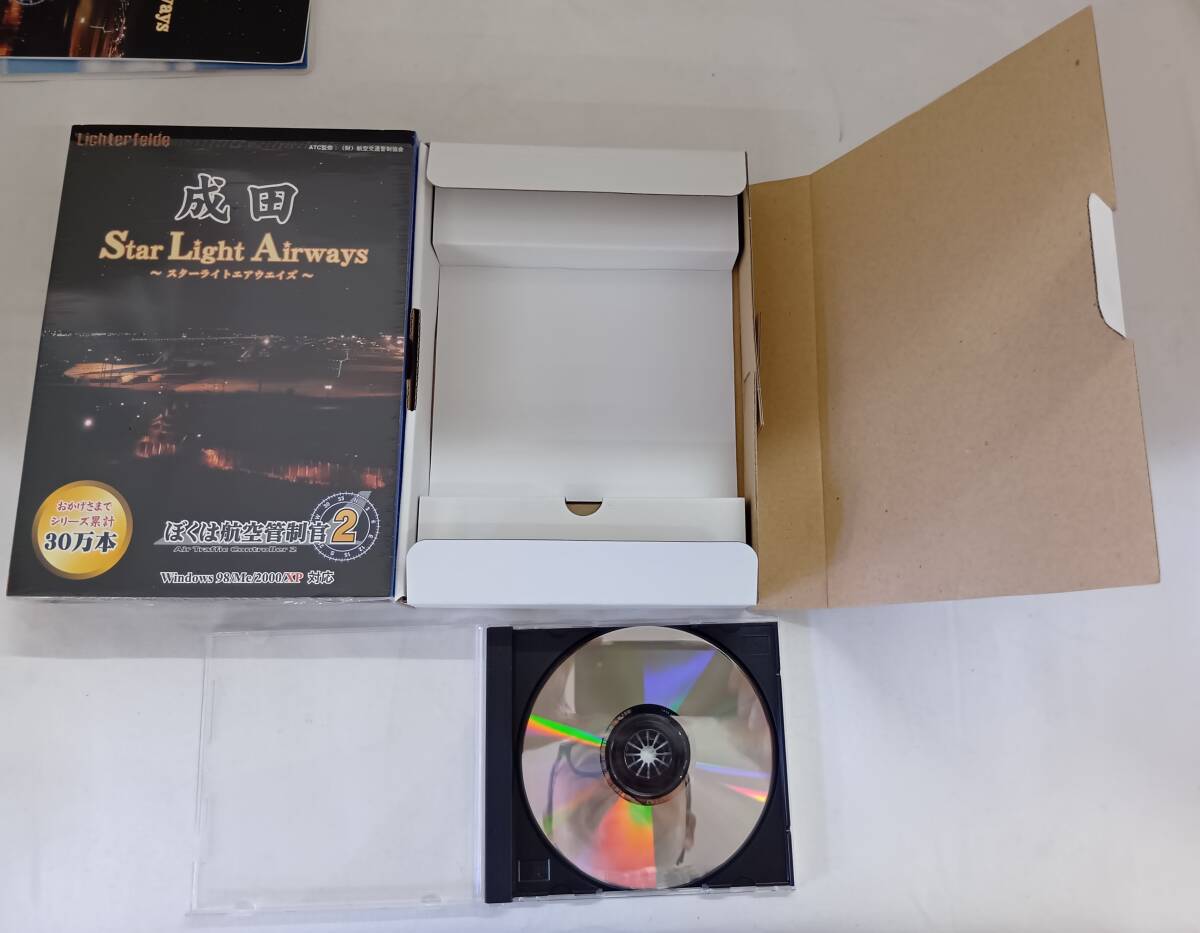 ways
Lichterfelde
ATC監修:(財)航空交通管制協会
成田
Star Light Airways
~ スターライトエアウエイズ ~
おかげさまで
シリーズ累計
30万本
ぼくは航空管制官2
Air Traffic Controller 2
Windows 98/Me/2000/XP 対応